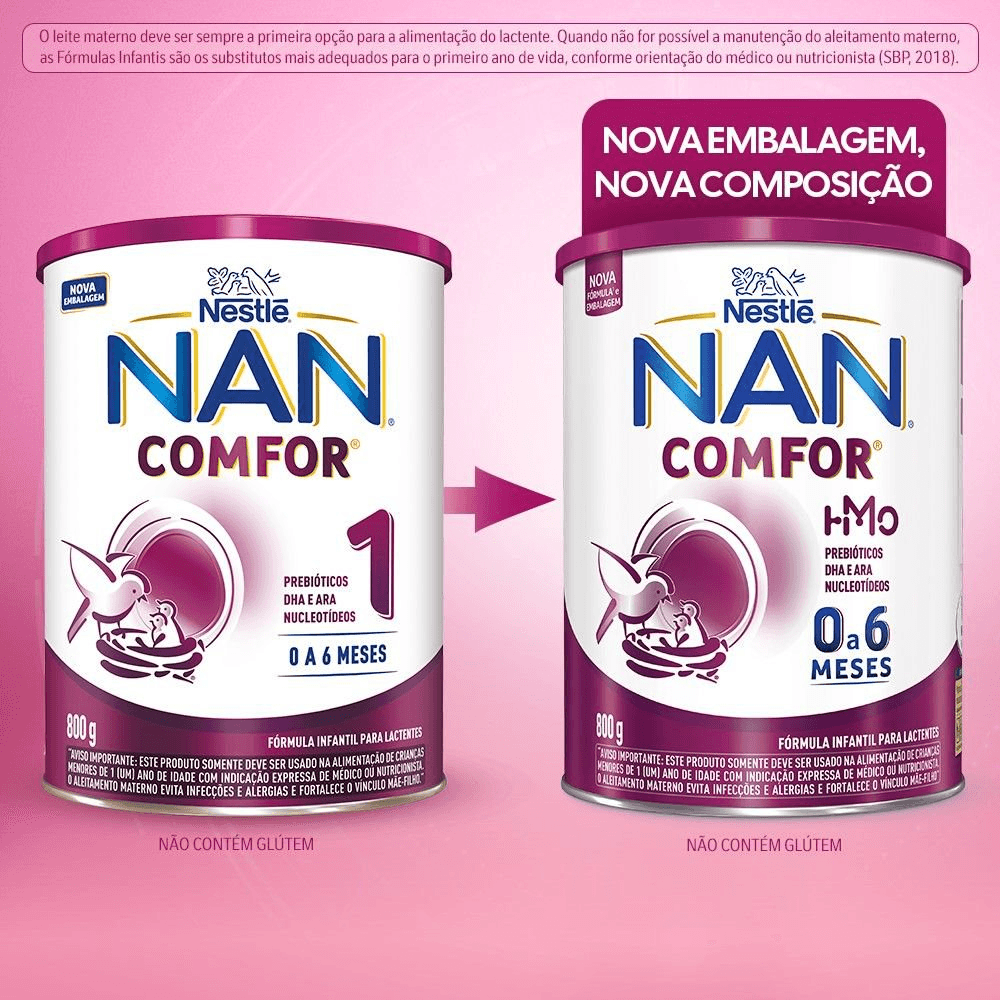 O leite materno deve ser sempre a primeira opção para a alimentação do lactente. Quando não for possível a manutenção do aleitamento materno,
as Fórmulas Infantis são os substitutos mais adequados para o primeiro ano de vida, conforme orientação do médico ou nutricionista (SBP, 2018).
NOVA EMBALAGEM,
NOVA COMPOSIÇÃO
NOVA
EMBALAGEM
Nestlé
NAN®
COMFOR®
1
PREBIÓTICOS
DHA E ARA
NUCLEOTÍDEOS
0 A 6 MESES
800 g
FÓRMULA INFANTIL PARA LACTENTES
"AVISO IMPORTANTE: ESTE PRODUTO SOMENTE DEVE SER USADO NA ALIMENTAÇÃO DE CRIANÇAS
MENORES DE 1 (UM) ANO DE IDADE COM INDICAÇÃO EXPRESSA DE MÉDICO OU NUTRICIONISTA.
O ALEITAMENTO MATERNO EVITA INFECÇÕES E ALERGIAS E FORTALECE O VÍNCULO MÃE-FILHO."
NÃO CONTÉM GLÚTEM
NOVA
FÓRMULA¹ e
EMBALAGEM
Nestlé
NAN®
COMFOR®
HMO
PREBIÓTICOS
DHA E ARA
NUCLEOTÍDEOS
0 a 6
MESES
800 g
FÓRMULA INFANTIL PARA LACTENTES
"AVISO IMPORTANTE: ESTE PRODUTO SOMENTE DEVE SER USADO NA ALIMENTAÇÃO DE CRIANÇAS
MENORES DE 1 (UM) ANO DE IDADE COM INDICAÇÃO EXPRESSA DE MÉDICO OU NUTRICIONISTA.
O ALEITAMENTO MATERNO EVITA INFECÇÕES E ALERGIAS E FORTALECE O VÍNCULO MÃE-FILHO"
NÃO CONTÉM GLÚTEM